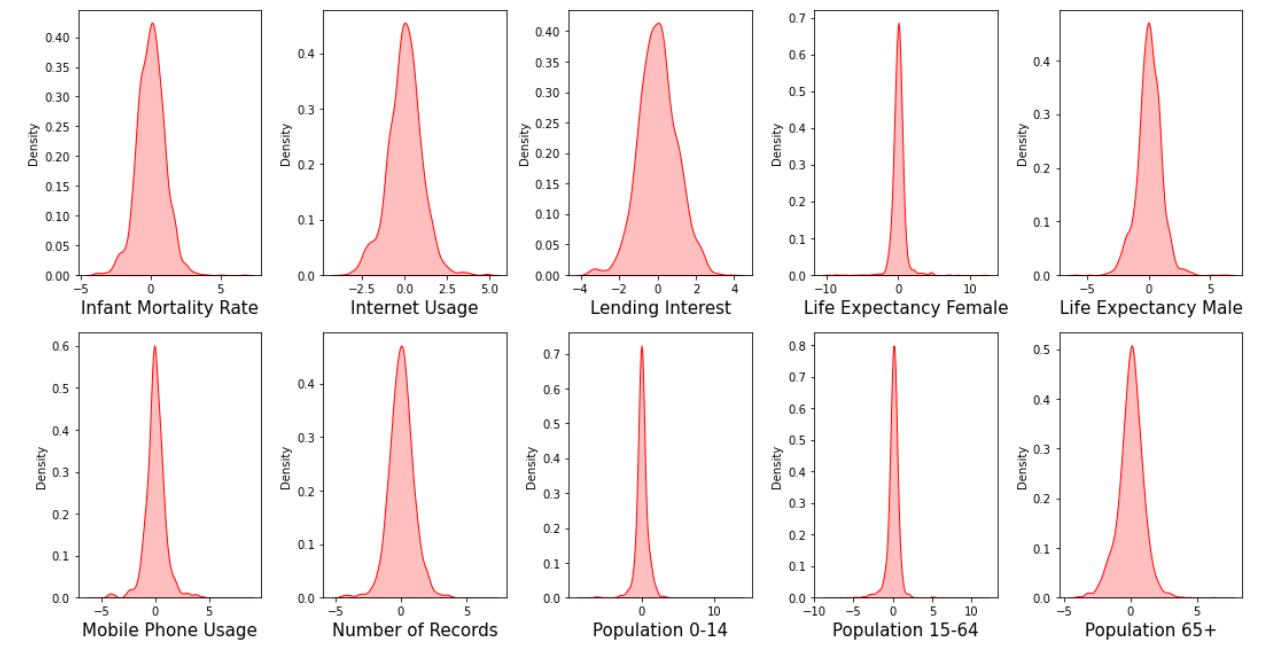 0.40
0.35
0.30
0.25
0.20
0.15
0.10
0.05
0.00
Density
−5 0 5
Infant Mortality Rate
0.4
0.3
0.2
0.1
0.0
Density
−2.5 0.0 2.5 5.0
Internet Usage
0.40
0.35
0.30
0.25
0.20
0.15
0.10
0.05
0.00
Density
−4 −2 0 2 4
Lending Interest
0.7
0.6
0.5
0.4
0.3
0.2
0.1
0.0
Density
−10 0 10
Life Expectancy Female
0.4
0.3
0.2
0.1
0.0
Density
−5 0 5
Life Expectancy Male
0.6
0.5
0.4
0.3
0.2
0.1
0.0
Density
−5 0 5
Mobile Phone Usage
0.4
0.3
0.2
0.1
0.0
Density
−5 0 5
Number of Records
0.7
0.6
0.5
0.4
0.3
0.2
0.1
0.0
Density
0 10
Population 0-14
0.8
0.7
0.6
0.5
0.4
0.3
0.2
0.1
0.0
Density
−10 −5 0 5 10
Population 15-64
0.5
0.4
0.3
0.2
0.1
0.0
Density
−5 0 5
Population 65+